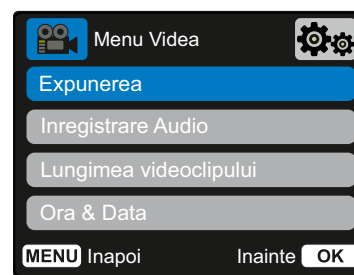 Menu Videa
Expunerea
Inregistrare Audio
Lungimea videoclipului
Ora & Data
MENU Inapoi Inainte OK